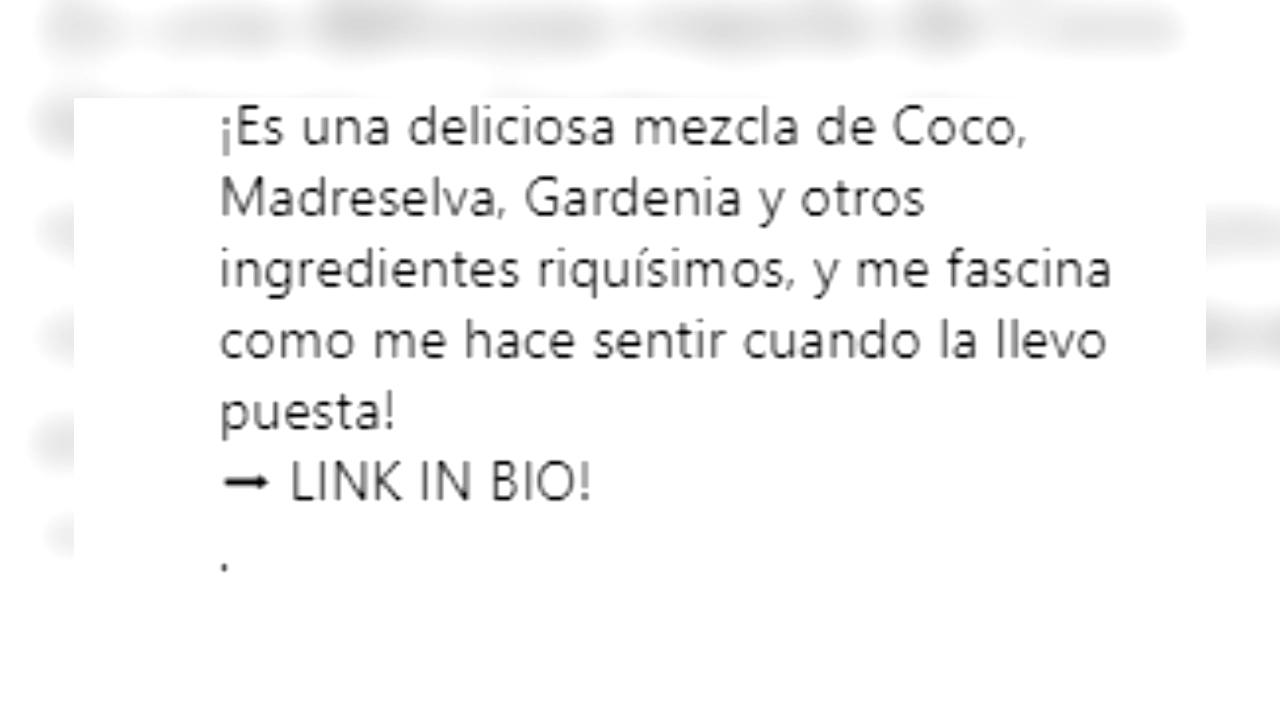 ¡Es una deliciosa mezcla de Coco,
Madreselva, Gardenia y otros
ingredientes riquísimos, y me fascina
como me hace sentir cuando la llevo
puesta!
➞ LINK IN BIO!
.